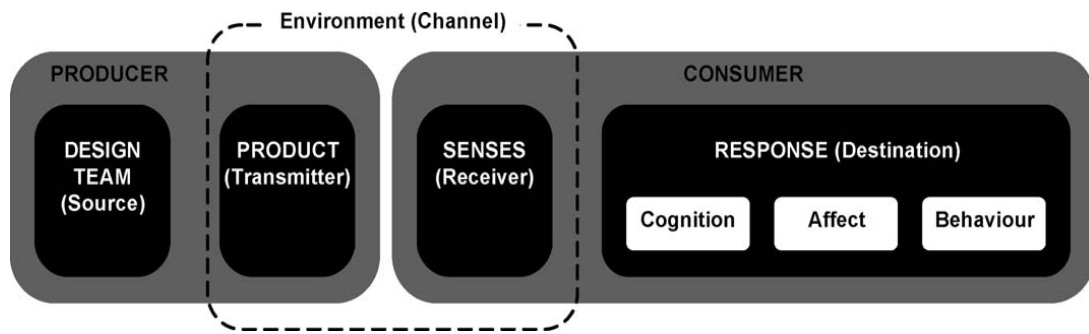 Environment (Channel)
PRODUCER
CONSUMER
DESIGN
TEAM
(Source)
PRODUCT
(Transmitter)
SENSES
(Receiver)
RESPONSE (Destination)
Cognition
Affect
Behaviour